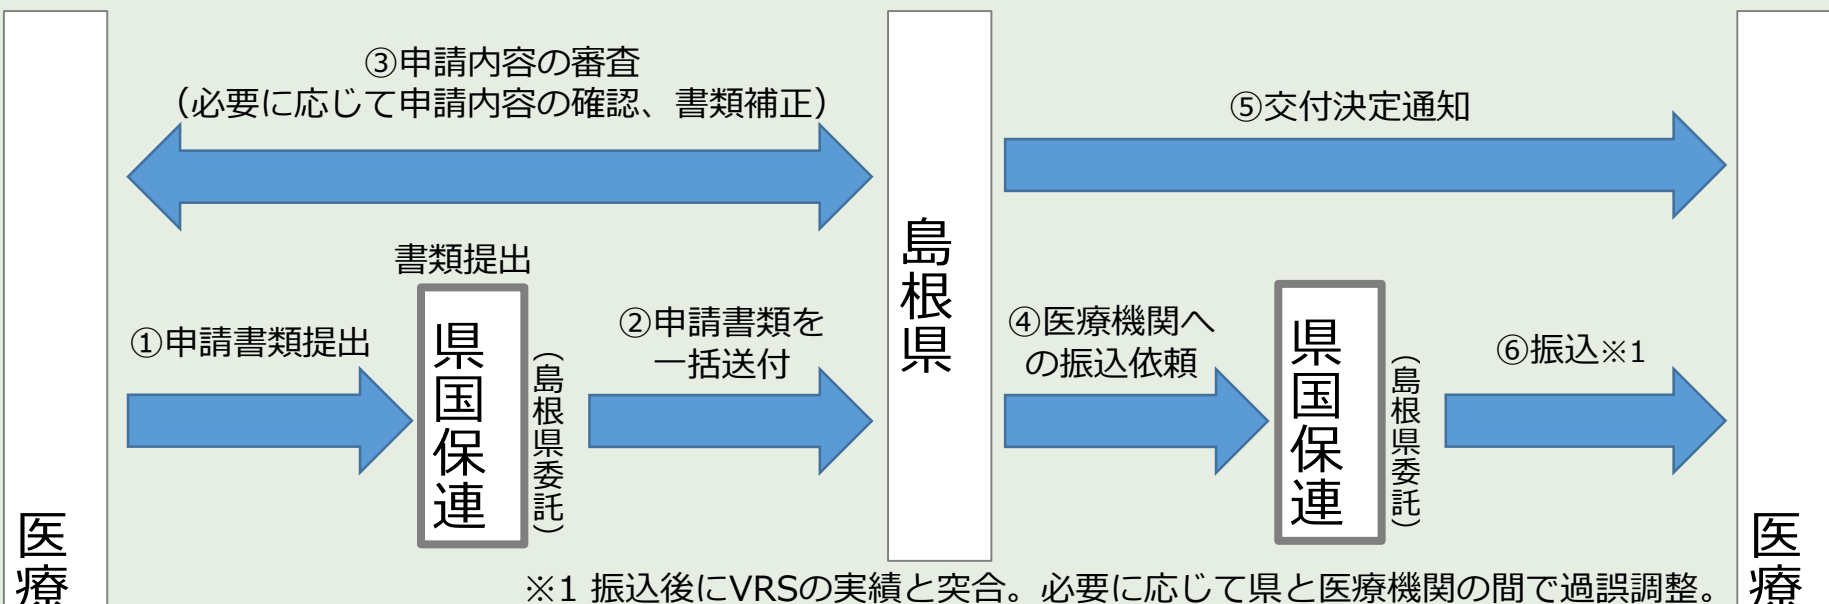 ③申請内容の審査
（必要に応じて申請内容の確認、書類補正）
⑤交付決定通知
書類提出
①申請書類提出
県国保連
（島根県委託）
②申請書類を
一括送付
島根県
④医療機関へ
の振込依頼
県国保連
（島根県委託）
⑥振込※1
医療
医療
※1 振込後にVRSの実績と突合。必要に応じて県と医療機関の間で過誤調整。